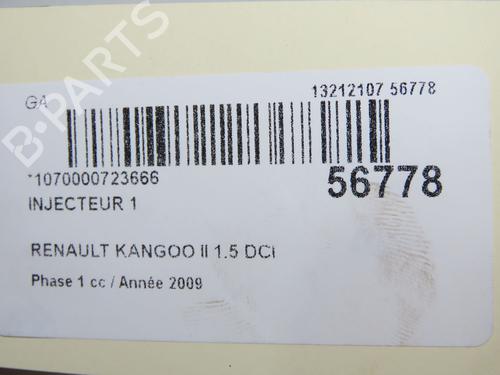 B-PARTS
GA
13212107 56778
*1070000723666
56778
INJECTEUR 1
RENAULT KANGOO II 1.5 DCI
Phase 1 cc / Année 2009